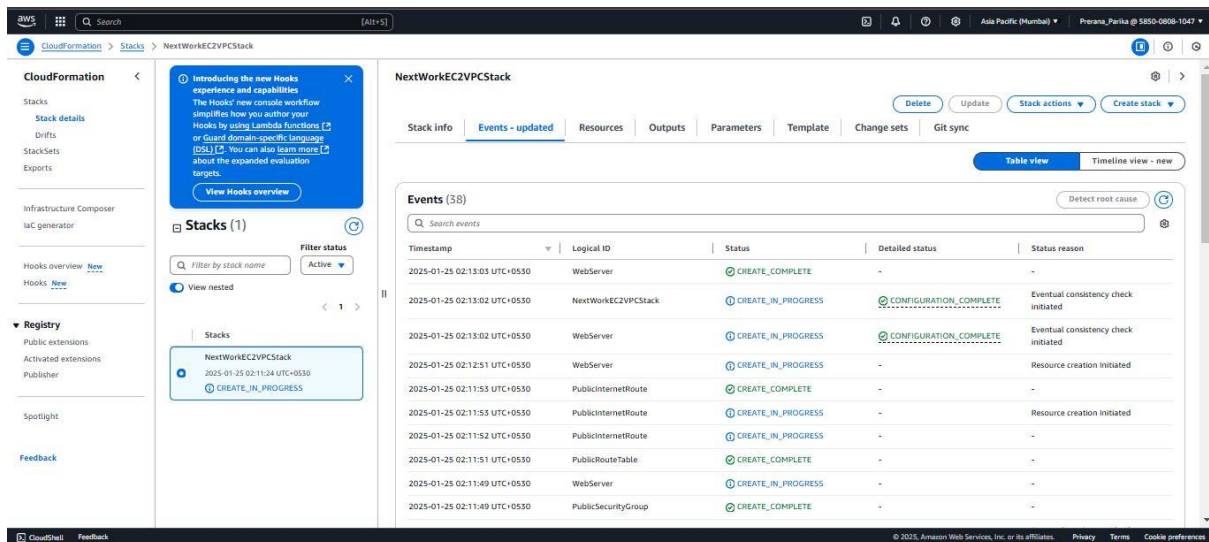 aws
Search [Alt+S] Asia Pacific (Mumbai) Prerana_Parika @ 5850-0808-1047
CloudFormation > Stacks > NextWorkEC2VPCStack
CloudFormation
Stacks
Stack details
Drifts
StackSets
Exports
Infrastructure Composer
IaC generator
Hooks overview New
Hooks New
Registry
Public extensions
Activated extensions
Publisher
Spotlight
Feedback
Introducing the new Hooks
experience and capabilities
The Hooks' new console workflow
simplifies how you author your
Hooks by using Lambda functions
or Guard domain-specific language
(DSL). You can also learn more
about the expanded evaluation
targets.
View Hooks overview
Stacks (1)
Filter status
Filter by stock name Active
View nested
1
Stacks
NextWorkEC2VPCStack
2025-01-25 02:11:24 UTC+0530
CREATE_IN_PROGRESS
NextWorkEC2VPCStack
Delete Update Stack actions Create stack
Stack info Events - updated Resources Outputs Parameters Template Change sets Git sync
Table view Timeline view - new
Events (38) Detect root cause
Search events
Timestamp Logical ID Status Detailed status Status reason
2025-01-25 02:13:03 UTC+0530 WebServer CREATE_COMPLETE - -
2025-01-25 02:13:02 UTC+0530 NextWorkEC2VPCStack CREATE_IN_PROGRESS CONFIGURATION_COMPLETE Eventual consistency check
initiated
2025-01-25 02:13:02 UTC+0530 WebServer CREATE_IN_PROGRESS CONFIGURATION_COMPLETE Eventual consistency check
initiated
2025-01-25 02:12:51 UTC+0530 WebServer CREATE_IN_PROGRESS - Resource creation Initiated
2025-01-25 02:11:53 UTC+0530 PublicInternetRoute CREATE_COMPLETE - -
2025-01-25 02:11:53 UTC+0530 PublicInternetRoute CREATE_IN_PROGRESS - Resource creation Initiated
2025-01-25 02:11:52 UTC+0530 PublicInternetRoute CREATE_IN_PROGRESS - -
2025-01-25 02:11:51 UTC+0530 PublicRouteTable CREATE_COMPLETE - -
2025-01-25 02:11:49 UTC+0530 WebServer CREATE_IN_PROGRESS - -
2025-01-25 02:11:49 UTC+0530 PublicSecurityGroup CREATE_COMPLETE - -
CloudShell Feedback © 2025, Amazon Web Services, Inc. or its affiliates. Privacy Terms Cookie preferences